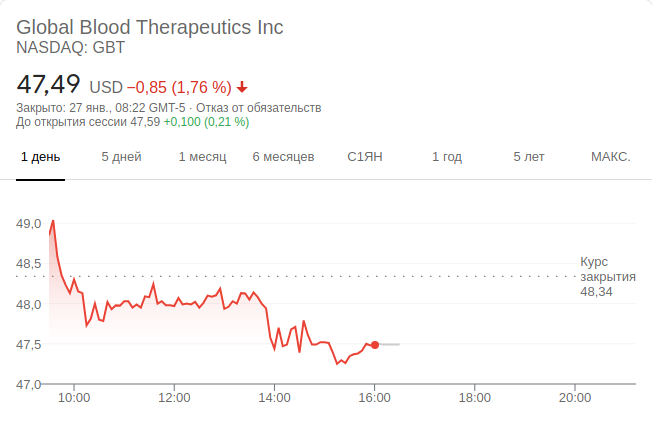 Global Blood Therapeutics Inc
NASDAQ: GBT
47,49 USD −0,85 (1,76 %)
Закрыто: 27 янв., 08:22 GMT-5 · Отказ от обязательств
До открытия сессии 47,59 +0,100 (0,21 %)
1 день 5 дней 1 месяц 6 месяцев С1ЯН 1 год 5 лет МАКС.
49,0
48,5
Курс
закрытия
48,34
48,0
47,5
47,0
10:00 12:00 14:00 16:00 18:00 20:00